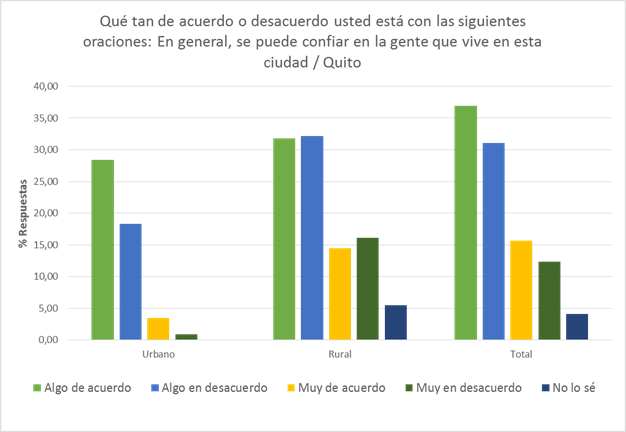 Qué tan de acuerdo o desacuerdo usted está con las siguientes
oraciones: En general, se puede confiar en la gente que vive en esta
ciudad / Quito
40,00
35,00
30,00
25,00
20,00
15,00
10,00
5,00
0,00
% Respuestas
Urbano Rural Total
Algo de acuerdo Algo en desacuerdo Muy de acuerdo Muy en desacuerdo No lo sé